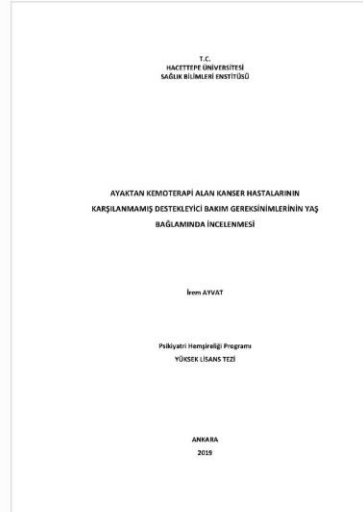 T.C.
HACETTEPE ÜNİVERSİTESİ
SAĞLIK BİLİMLERİ ENSTİTÜSÜ
AYAKTAN KEMOTERAPİ ALAN KANSER HASTALARININ
KARŞILANMAMIŞ DESTEKLEYİCİ BAKIM GEREKSİNİMLERİNİN YAŞ
BAĞLAMINDA İNCELENMESİ
İrem AYVAT
Psikiyatri Hemşireliği Programı
YÜKSEK LİSANS TEZİ
ANKARA
2019